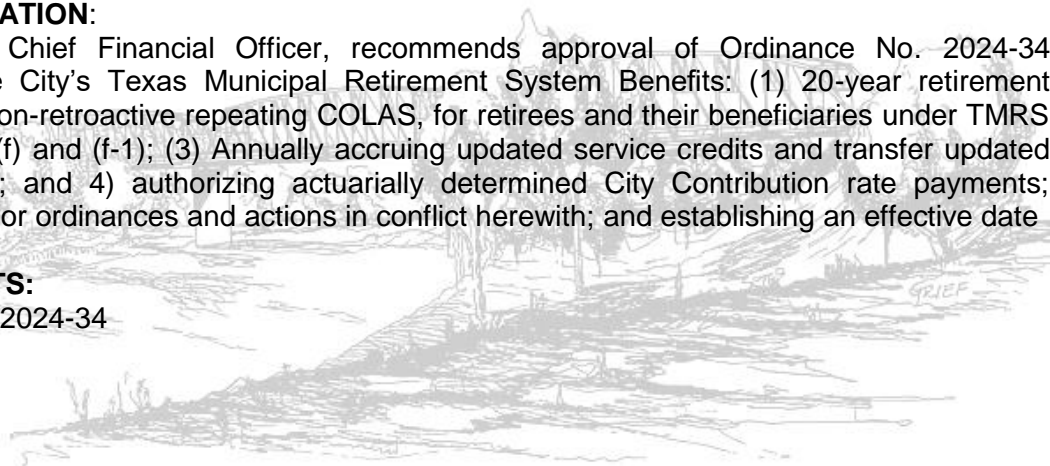 ATION:
Chief Financial Officer, recommends approval of Ordinance No. 2024-34
e City's Texas Municipal Retirement System Benefits: (1) 20-year retirement
on-retroactive repeating COLAS, for retirees and their beneficiaries under TMRS
(f) and (f-1); (3) Annually accruing updated service credits and transfer updated
; and 4) authorizing actuarially determined City Contribution rate payments;
or ordinances and actions in conflict herewith; and establishing an effective date
TS:
2024-34
GRIEF